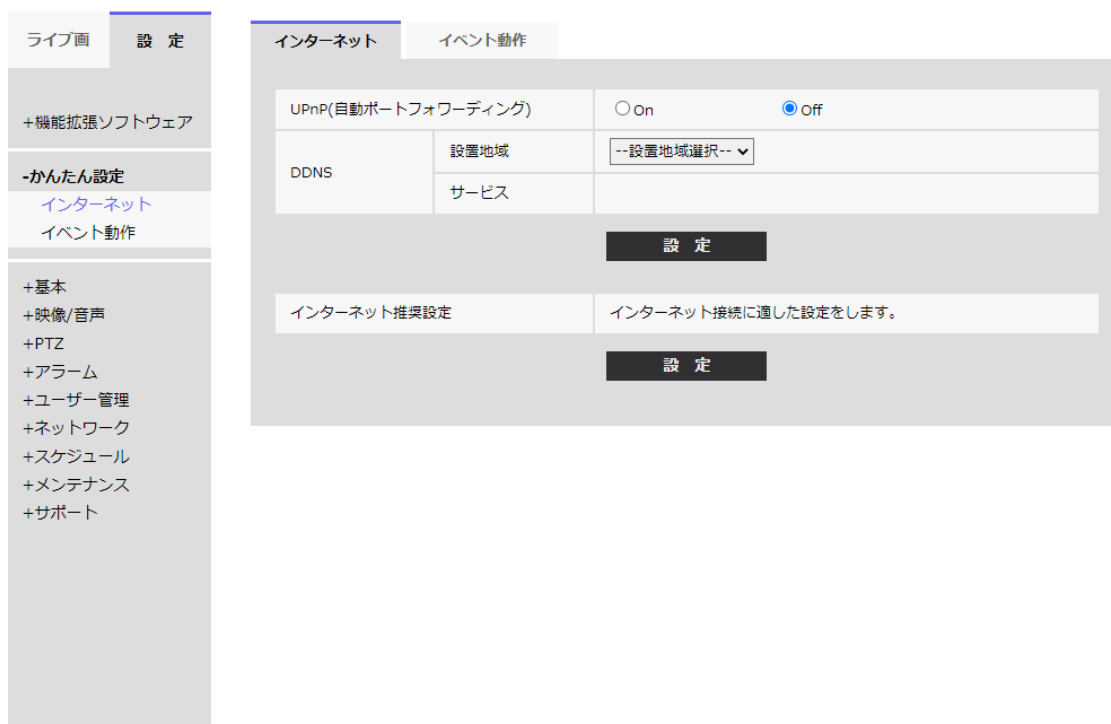 ライブ画
設 定
+機能拡張ソフトウェア
-かんたん設定
インターネット
イベント動作
+基本
+映像/音声
+PTZ
+アラーム
+ユーザー管理
+ネットワーク
+スケジュール
+メンテナンス
+サポート
インターネット
イベント動作
UPnP(自動ポートフォワーディング)
On
Off
DDNS
設置地域
--設置地域選択--
サービス
設 定
インターネット推奨設定
インターネット接続に適した設定をします。
設 定